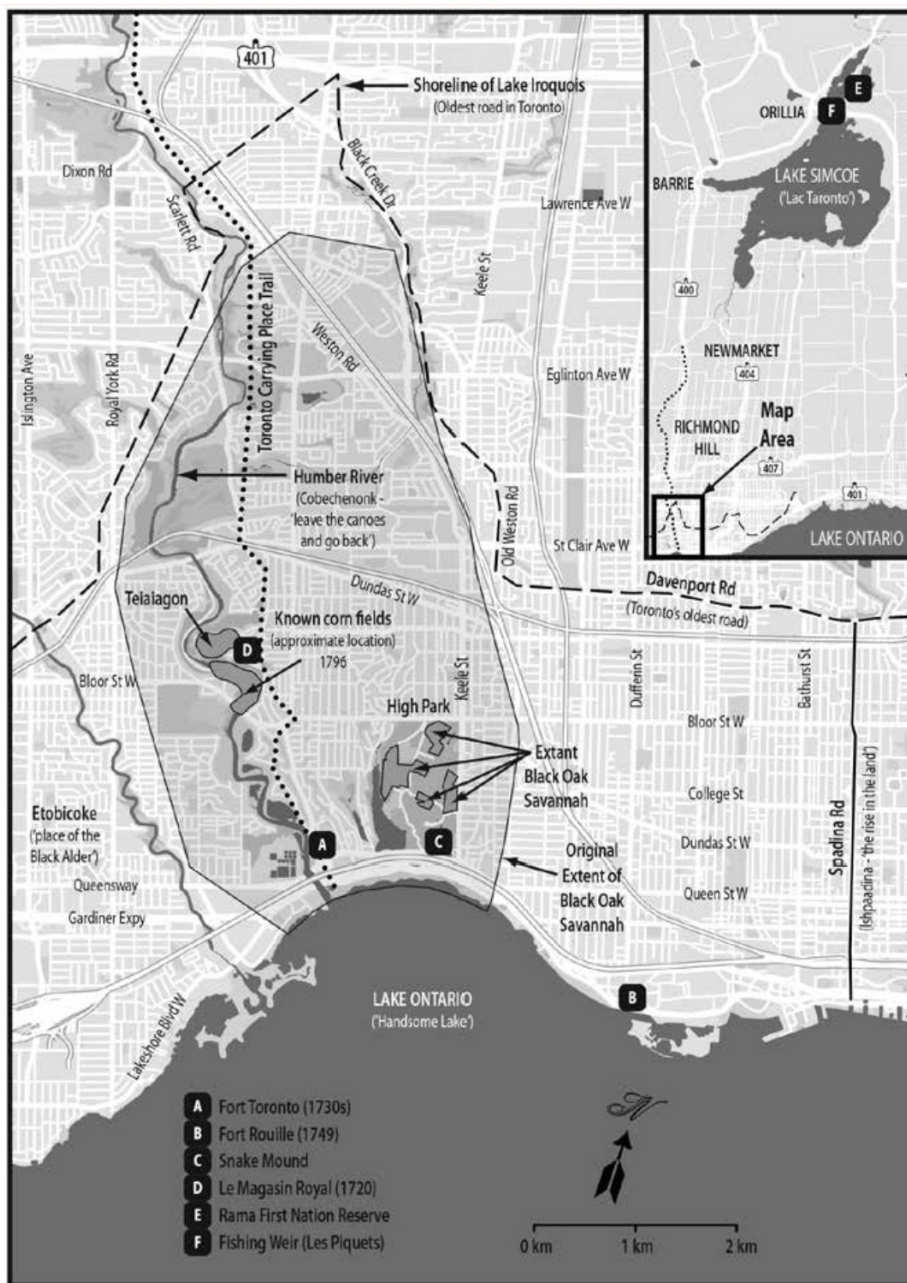 401
Shoreline of Lake Iroquois
(Oldest road in Toronto)
Dixon Rd
Scarlett Rd
Black Creek Dr
Lawrence Ave W
Keele St
Islington Ave
Royal York Rd
Toronto Carrying Place Trail
Weston Rd
Eglinton Ave W
Humber River
(Cobechenonk -
'leave the canoes
and go back')
Old Weston Rd
St Clair Ave W
Dundas St W
Davenport Rd
(Toronto's oldest road)
Teiaiagon
Known corn fields
(approximate location)
1796
D
Bloor St W
Keele St
Dufferin St
Bathurst St
High Park
Bloor St W
Extant
Black Oak
Savannah
College St
Etobicoke
('place of the
Black Alder')
A
C
Dundas St W
Spadina Rd
(Ishpaadina - 'the rise in the land')
Original
Extent of
Black Oak
Savannah
Queensway
Queen St W
Gardiner Expy
Lakeshore Blvd W
B
LAKE ONTARIO
('Handsome Lake')
A Fort Toronto (1730s)
B Fort Rouille (1749)
C Snake Mound
D Le Magasin Royal (1720)
E Rama First Nation Reserve
F Fishing Weir (Les Piquets)
N
0 km
1 km
2 km
E
F
ORILLIA
BARRIE
LAKE SIMCOE
('Lac Taronto')
400
NEWMARKET
404
Map
Area
RICHMOND
HILL
407
401
LAKE ONTARIO